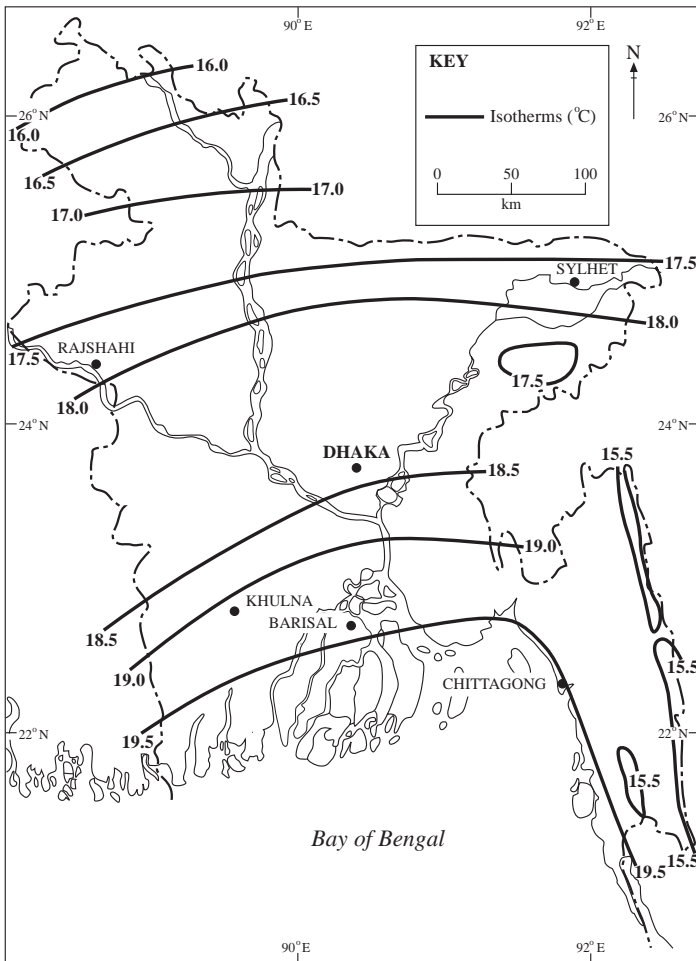 90°E
92°E
KEY
Isotherms (°C)
0 50 100
km
N
16.0
16.0
16.5
16.5
17.0
17.0
26°N
26°N
17.5
17.5
SYLHET
18.0
18.0
RAJSHAHI
17.5
24°N
24°N
DHAKA
18.5
18.5
15.5
19.0
19.0
KHULNA
BARISAL
15.5
CHITTAGONG
19.5
22°N
22°N
15.5
Bay of Bengal
15.5
19.5
90°E
92°E